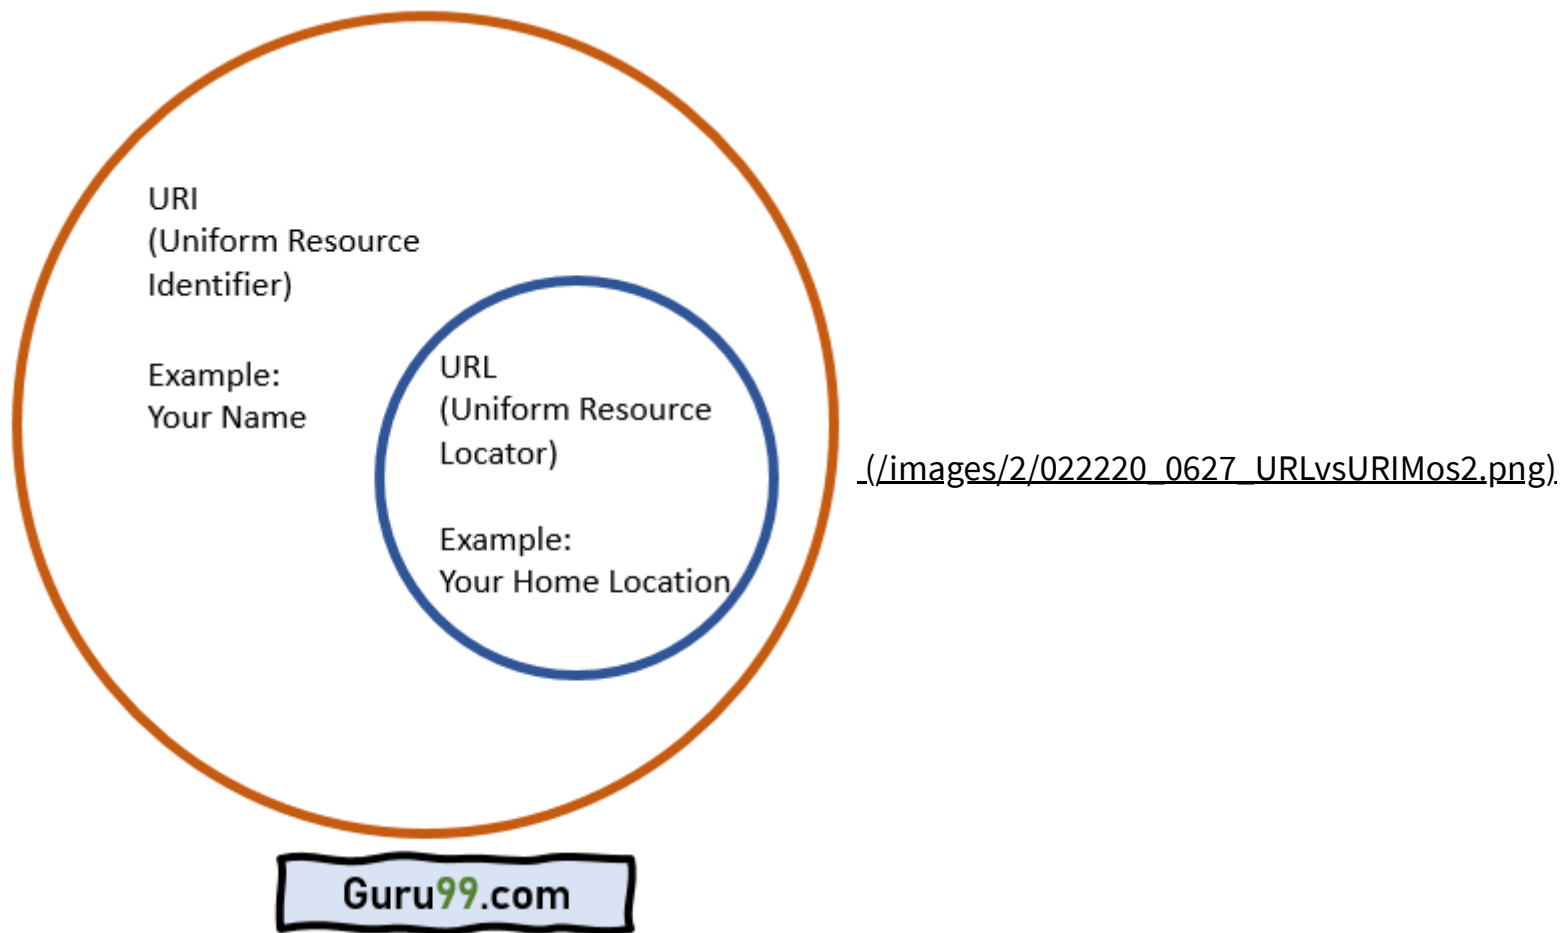 URI
(Uniform Resource
Identifier)
Example:
Your Name
URL
(Uniform Resource
Locator)
Example:
Your Home Location
(/images/2/022220_0627_URLvsURIMos2.png)
Guru99.com